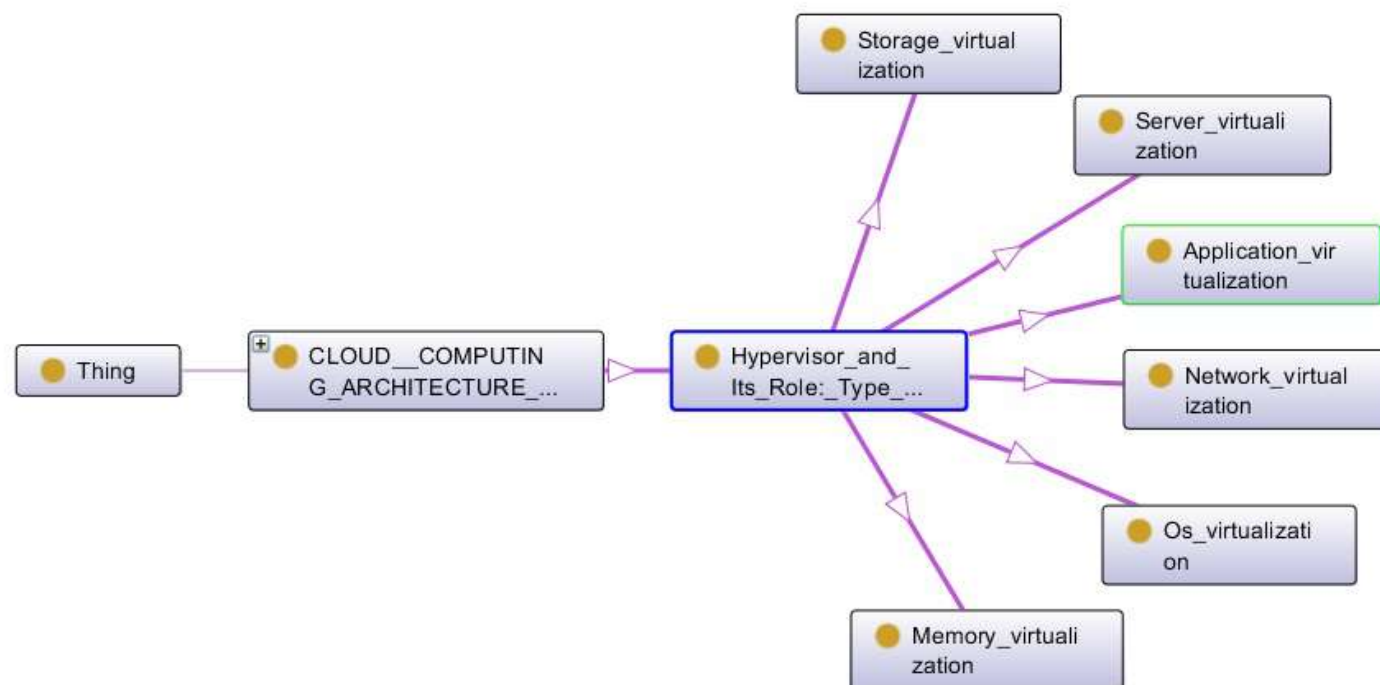 Storage_virtual
ization
Server_virtuali
zation
Application_vir
tualization
Thing
CLOUD__COMPUTIN
G_ARCHITECTURE_...
Hypervisor_and_
Its_Role:_Type_...
Network_virtual
ization
Os_virtualizati
on
Memory_virtuali
zation